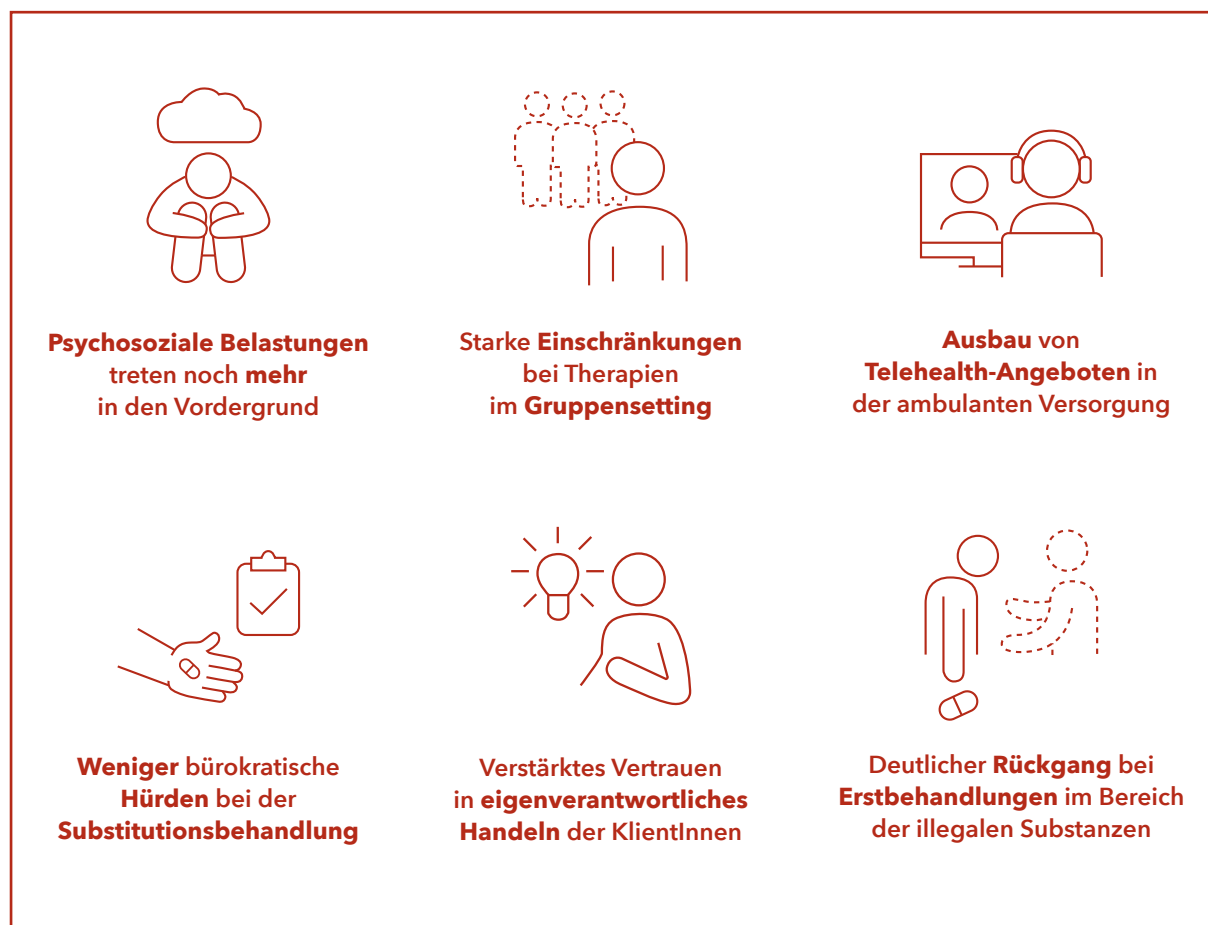 Psychosoziale Belastungen
treten noch mehr
in den Vordergrund
Starke Einschränkungen
bei Therapien
im Gruppensetting
Ausbau von
Telehealth-Angeboten in
der ambulanten Versorgung
Weniger bürokratische
Hürden bei der
Substitutionsbehandlung
Verstärktes Vertrauen
in eigenverantwortliches
Handeln der KlientInnen
Deutlicher Rückgang bei
Erstbehandlungen im Bereich
der illegalen Substanzen